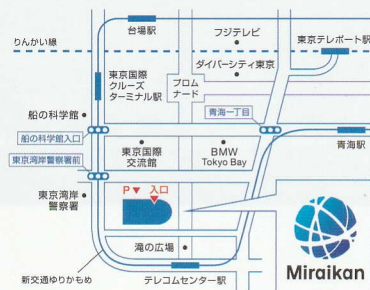 台場駅
フジテレビ
東京テレポート駅
りんかい線
ダイバーシティ東京
東京国際
クルーズ
ターミナル駅
プロム
ナード
船の科学館
青海一丁目
船の科学館入口
東京国際
交流館
BMW
Tokyo Bay
青海駅
東京湾岸警察署前
P
入口
東京湾岸
警察署
滝の広場
Miraikan
新交通ゆりかもめ
テレコムセンター駅